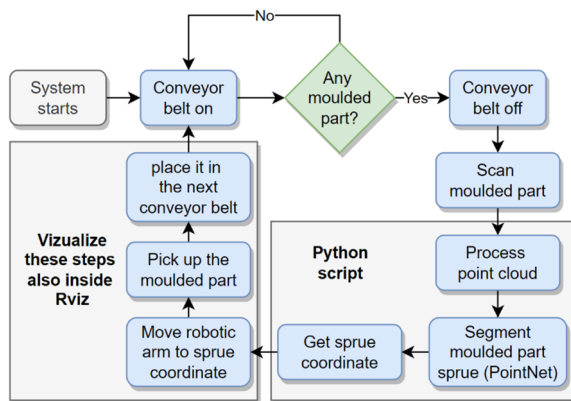 No
System
starts
Conveyor
belt on
Any
moulded
part?
Yes
Conveyor
belt off
Scan
moulded part
Python
script
Process
point cloud
Segment
moulded part
sprue (PointNet)
Get sprue
coordinate
Vizualize
these steps
also inside
Rviz
Move robotic
arm to sprue
coordinate
Pick up the
moulded part
place it in
the next
conveyor belt